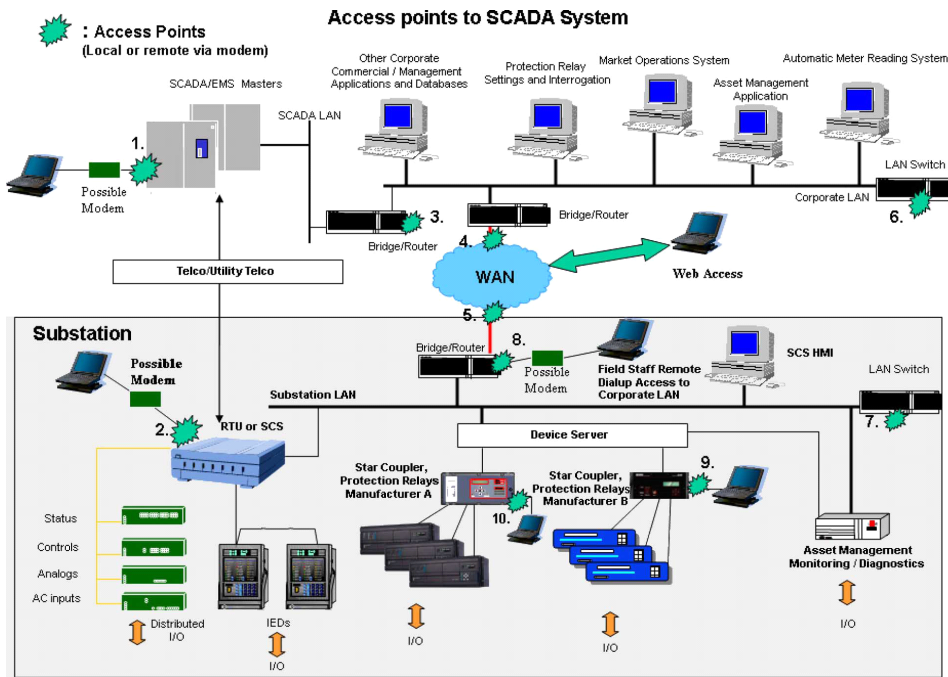 Access points to SCADA System
: Access Points
(Local or remote via modem)
SCADA/EMS Masters
SCADA LAN
Other Corporate
Commercial / Management
Applications and Databases
Protection Relay
Settings and Interrogation
Market Operations System
Asset Management
Application
Automatic Meter Reading System
1.
Possible
Modem
LAN Switch
Corporate LAN
6.
3.
Bridge/Router
Bridge/Router
4.
WAN
Web Access
Telco/Utility Telco
5.
Substation
Possible
Modem
2.
RTU or SCS
Substation LAN
Bridge/Router
8.
Possible
Modem
Field Staff Remote
Dialup Access to
Corporate LAN
SCS HMI
LAN Switch
7.
Device Server
Star Coupler,
Protection Relays
Manufacturer A
10.
Star Coupler,
Protection Relays
Manufacturer B
9.
Status
Controls
Analogs
AC inputs
Distributed
I/O
IEDs
I/O
I/O
I/O
Asset Management
Monitoring / Diagnostics
I/O